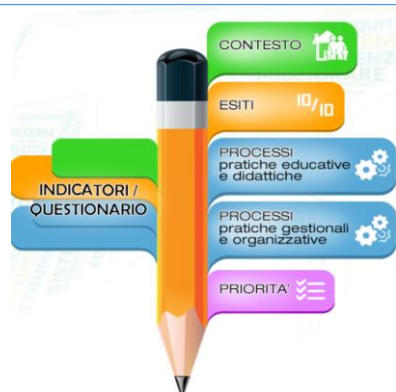 CONTESTO
ESITI 10/10
PROCESSI
pratiche educative
e didattiche
INDICATORI /
QUESTIONARIO
PROCESSI
pratiche gestionali
e organizzative
PRIORITA'